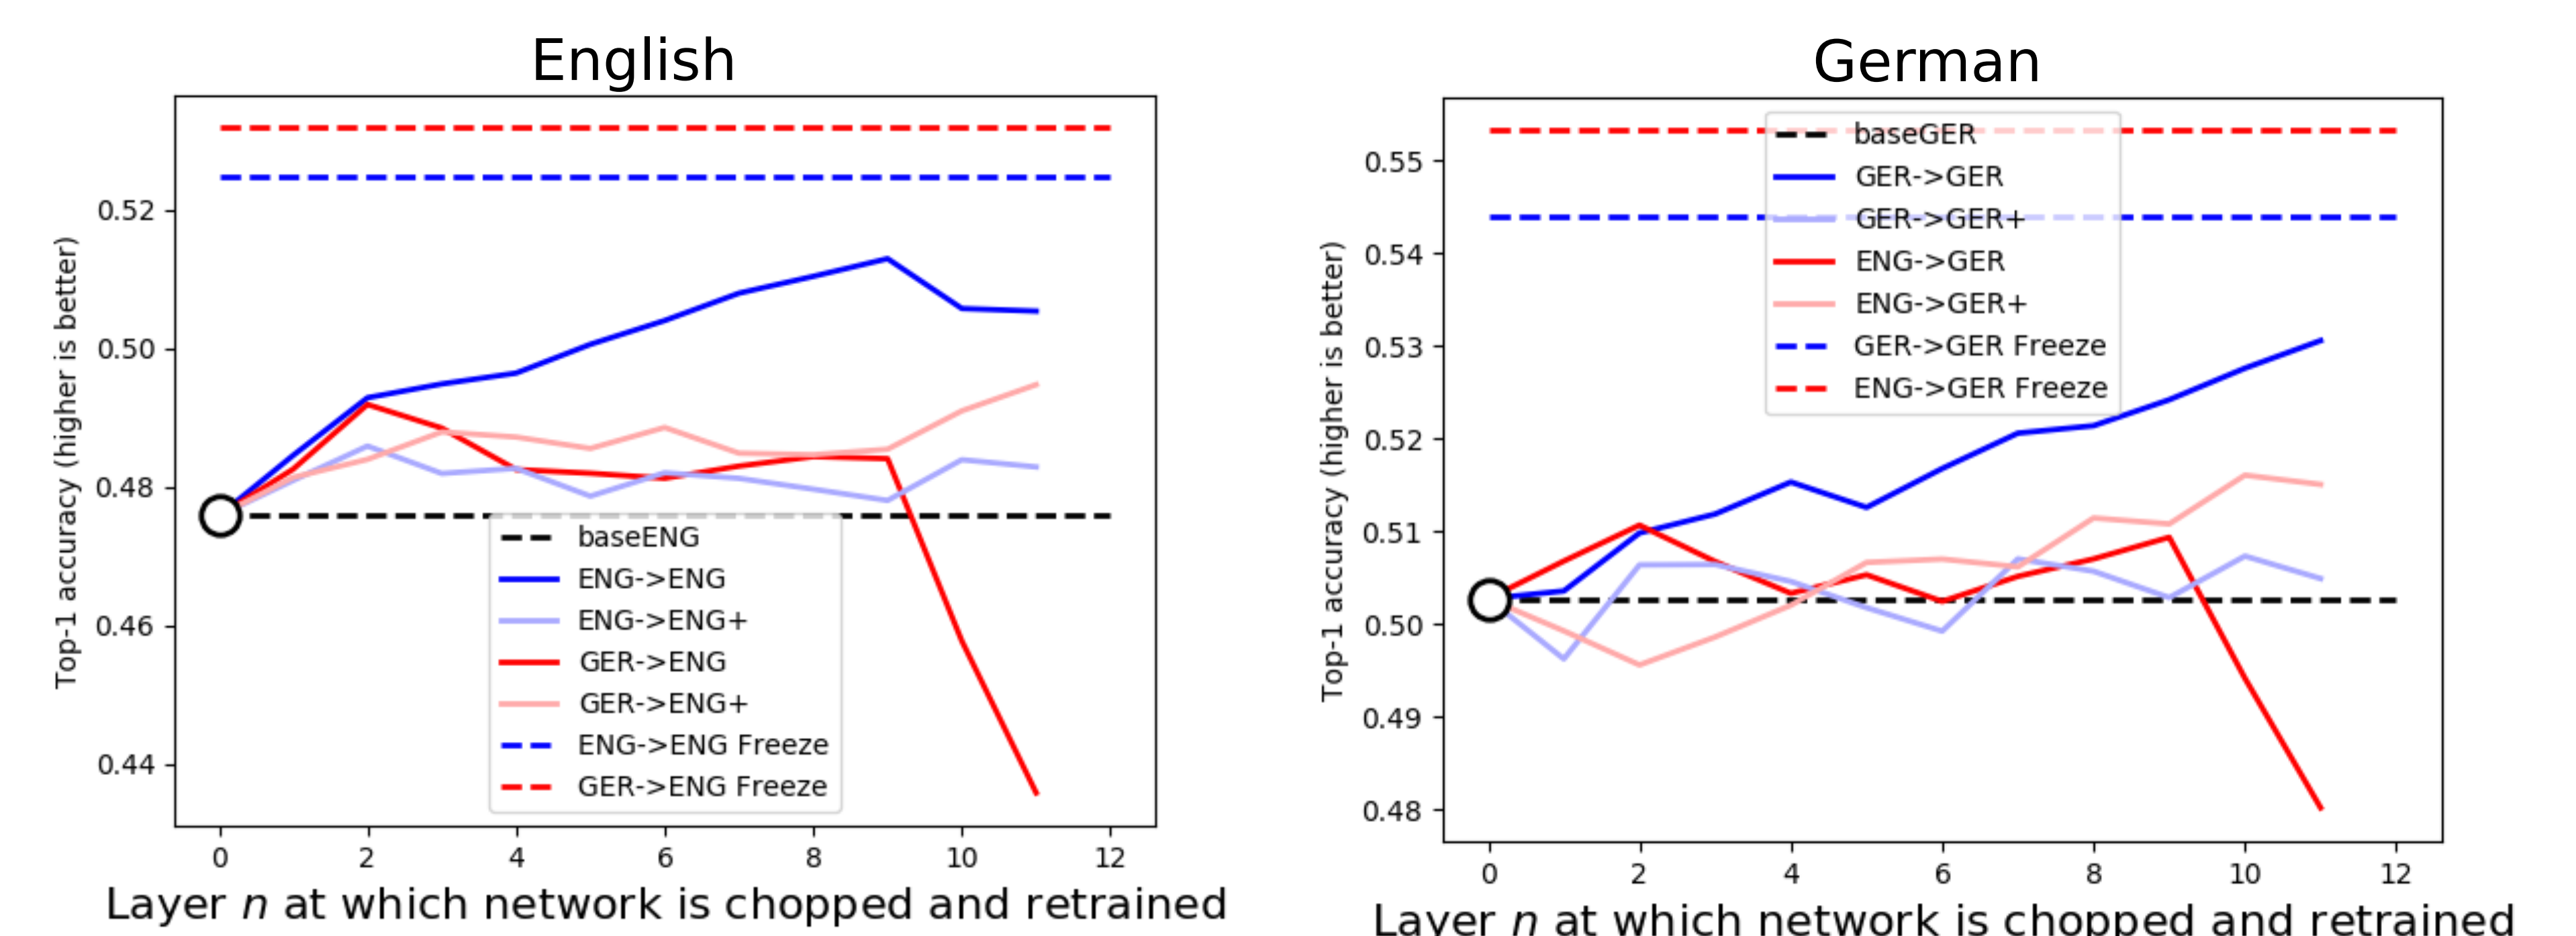 English
Top-1 accuracy (higher is better)
0.52
0.50
0.48
0.46
0.44
baseENG
ENG->ENG
ENG->ENG+
GER->ENG
GER->ENG+
ENG->ENG Freeze
GER->ENG Freeze
0 2 4 6 8 10 12
Layer n at which network is chopped and retrained
German
Top-1 accuracy (higher is better)
0.55
0.54
0.53
0.52
0.51
0.50
0.49
0.48
baseGER
GER->GER
GER->GER+
ENG->GER
ENG->GER+
GER->GER Freeze
ENG->GER Freeze
0 2 4 6 8 10 12
Layer n at which network is chopped and retrained